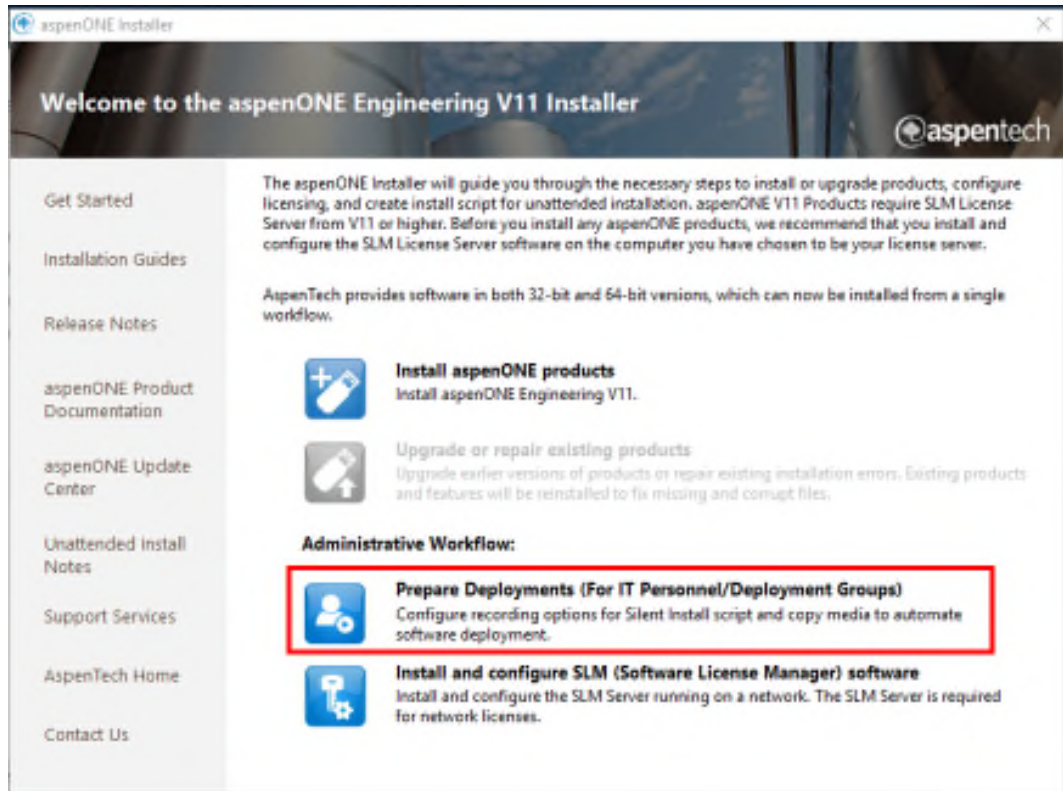 aspenONE Installer
Welcome to the aspenONE Engineering V11 Installer
aspentech
Get Started
Installation Guides
Release Notes
aspenONE Product
Documentation
aspenONE Update
Center
Unattended Install
Notes
Support Services
AspenTech Home
Contact Us
The aspenONE Installer will guide you through the necessary steps to install or upgrade products, configure
licensing, and create install script for unattended installation. aspenONE V11 Products require SLM License
Server from V11 or higher. Before you install any aspenONE products, we recommend that you install and
configure the SLM License Server software on the computer you have chosen to be your license server.
AspenTech provides software in both 32-bit and 64-bit versions, which can now be installed from a single
workflow.
Install aspenONE products
Install aspenONE Engineering V11.
Upgrade or repair existing products
Upgrade earlier versions of products or repair existing installation errors. Existing products
and features will be reinstalled to fix missing and corrupt files.
Administrative Workflow:
Prepare Deployments (For IT Personnel/Deployment Groups)
Configure recording options for Silent Install script and copy media to automate
software deployment.
Install and configure SLM (Software License Manager) software
Install and configure the SLM Server running on a network. The SLM Server is required
for network licenses.